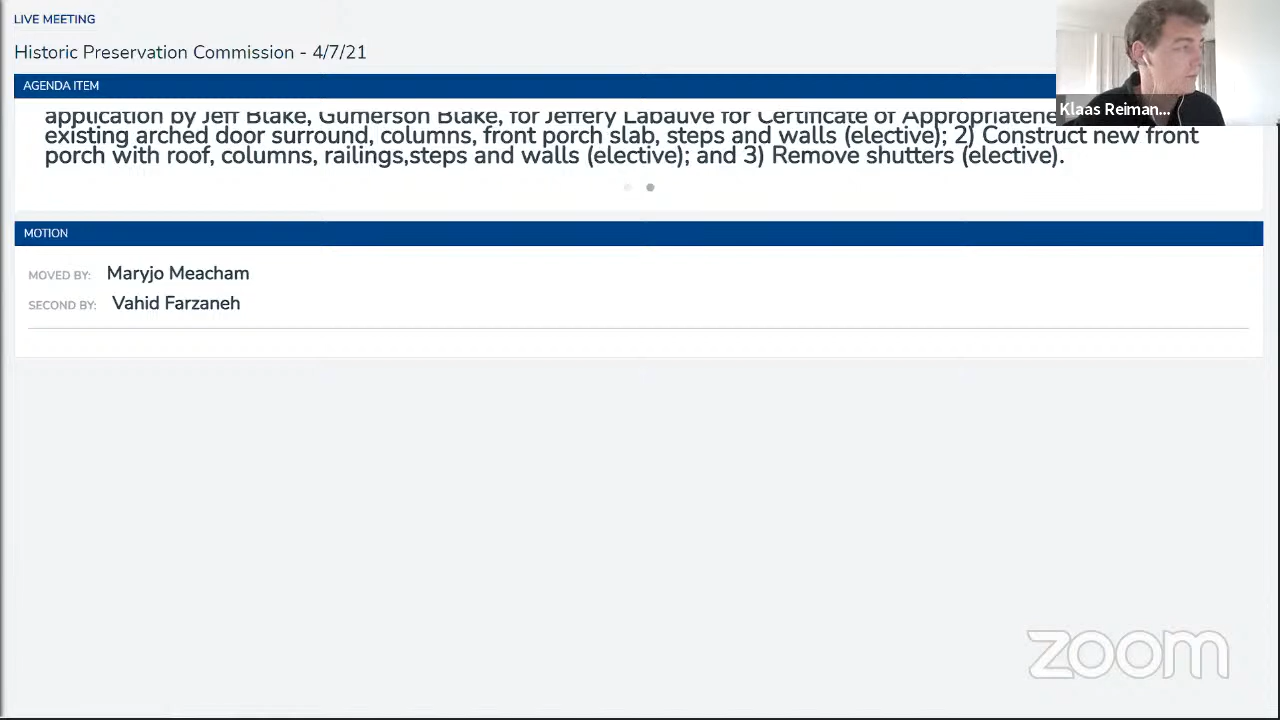 LIVE MEETING
Historic Preservation Commission - 4/7/21
AGENDA ITEM
Klaas Reiman...
application by Jeff Blake, Gumerson Blake, for Jeffery Labauve for Certificate of
existing arched door surround, columns, front porch slab, steps and walls (elective); 2) Construct new front
porch with roof, columns, railings,steps and walls (elective); and 3) Remove shutters (elective).
MOTION
MOVED BY: Maryjo Meacham
SECOND BY: Vahid Farzaneh
zoom